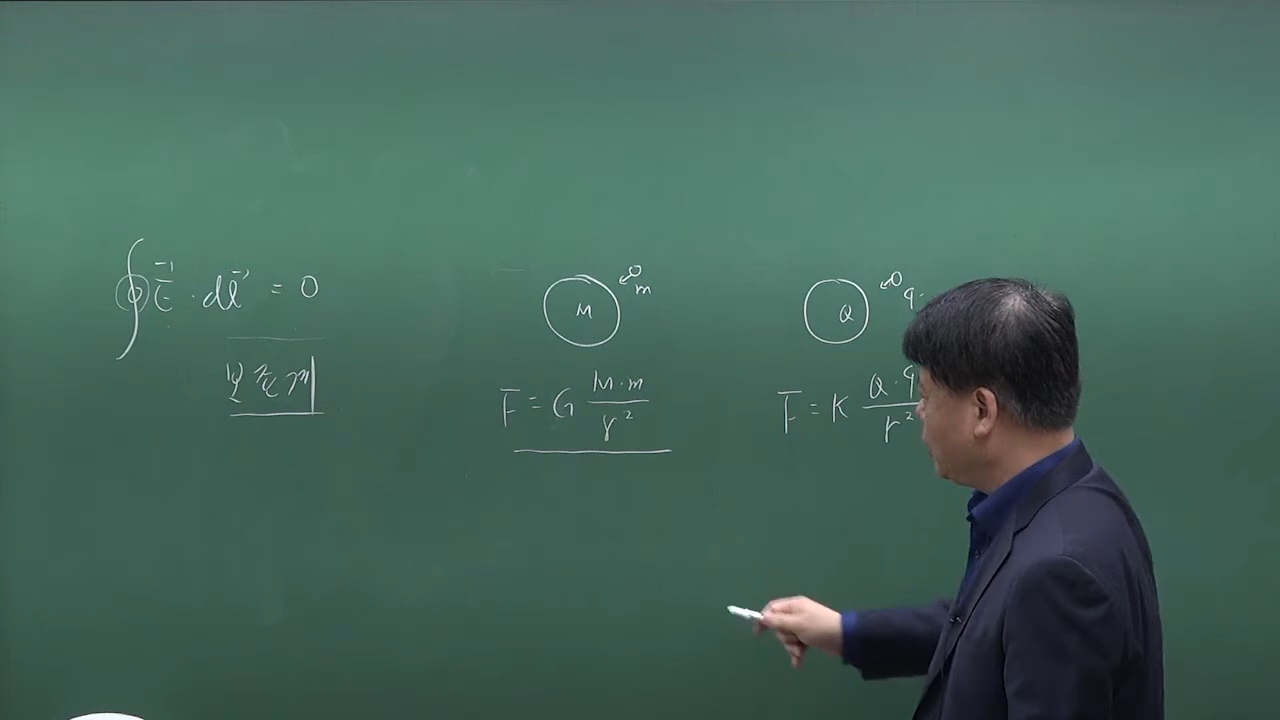 ∮ E⃗ · dl⃗ = 0
보존계
M
m
F = G M·m / r²
Q
q
F = K Q·q / r²